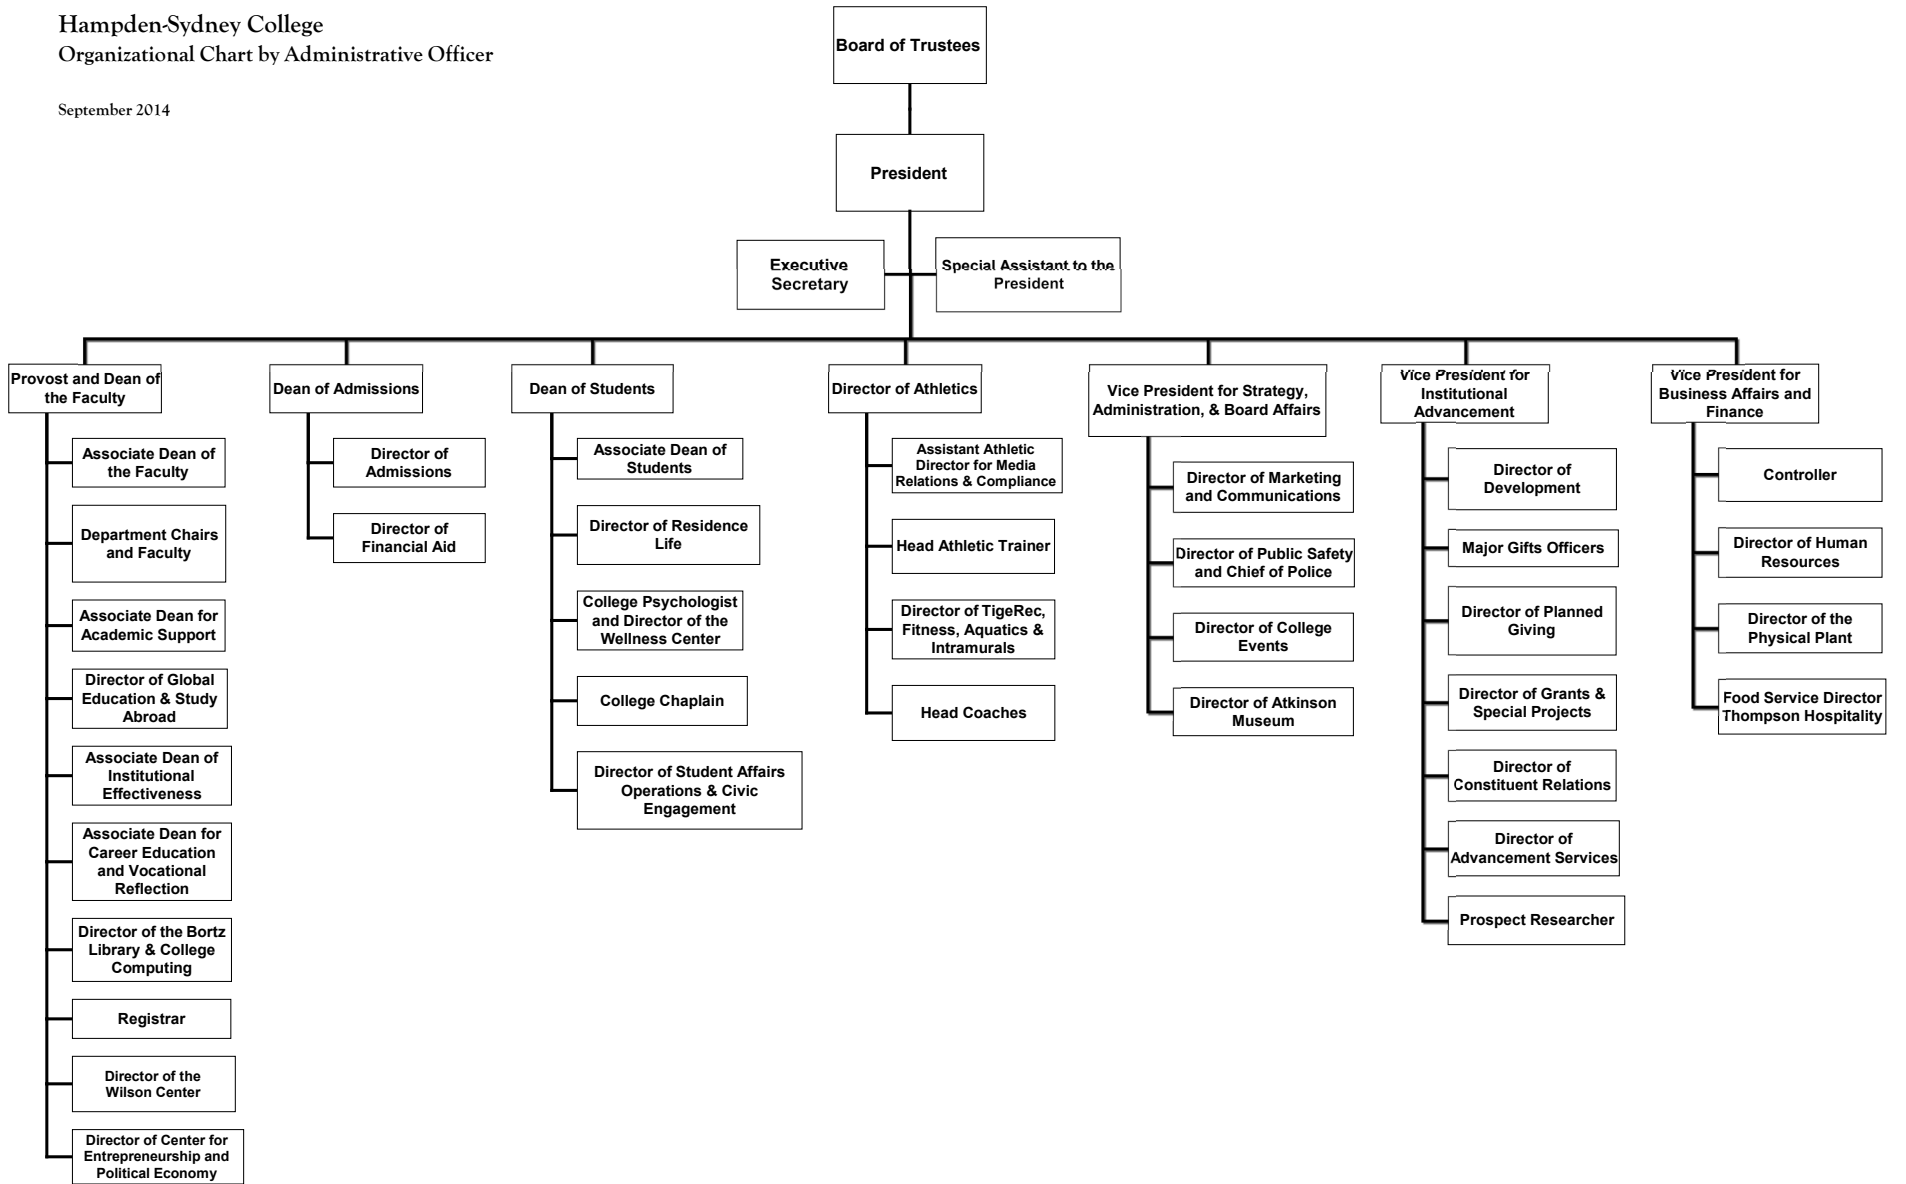 Hampden-Sydney College
Organizational Chart by Administrative Officer
September 2014
Board of Trustees
President
Executive
Secretary
Special Assistant to the
President
Provost and Dean of
the Faculty
Associate Dean of
the Faculty
Department Chairs
and Faculty
Associate Dean for
Academic Support
Director of Global
Education & Study
Abroad
Associate Dean of
Institutional
Effectiveness
Associate Dean for
Career Education
and Vocational
Reflection
Director of the Bortz
Library & College
Computing
Registrar
Director of the
Wilson Center
Director of Center for
Entrepreneurship and
Political Economy
Dean of Admissions
Director of
Admissions
Director of
Financial Aid
Dean of Students
Associate Dean of
Students
Director of Residence
Life
College Psychologist
and Director of the
Wellness Center
College Chaplain
Director of Student Affairs
Operations & Civic
Engagement
Director of Athletics
Assistant Athletic
Director for Media
Relations & Compliance
Head Athletic Trainer
Director of TigeRec,
Fitness, Aquatics &
Intramurals
Head Coaches
Vice President for Strategy,
Administration, & Board Affairs
Director of Marketing
and Communications
Director of Public Safety
and Chief of Police
Director of College
Events
Director of Atkinson
Museum
Vice President for
Institutional
Advancement
Director of
Development
Major Gifts Officers
Director of Planned
Giving
Director of Grants &
Special Projects
Director of
Constituent Relations
Director of
Advancement Services
Prospect Researcher
Vice President for
Business Affairs and
Finance
Controller
Director of Human
Resources
Director of the
Physical Plant
Food Service Director
Thompson Hospitality